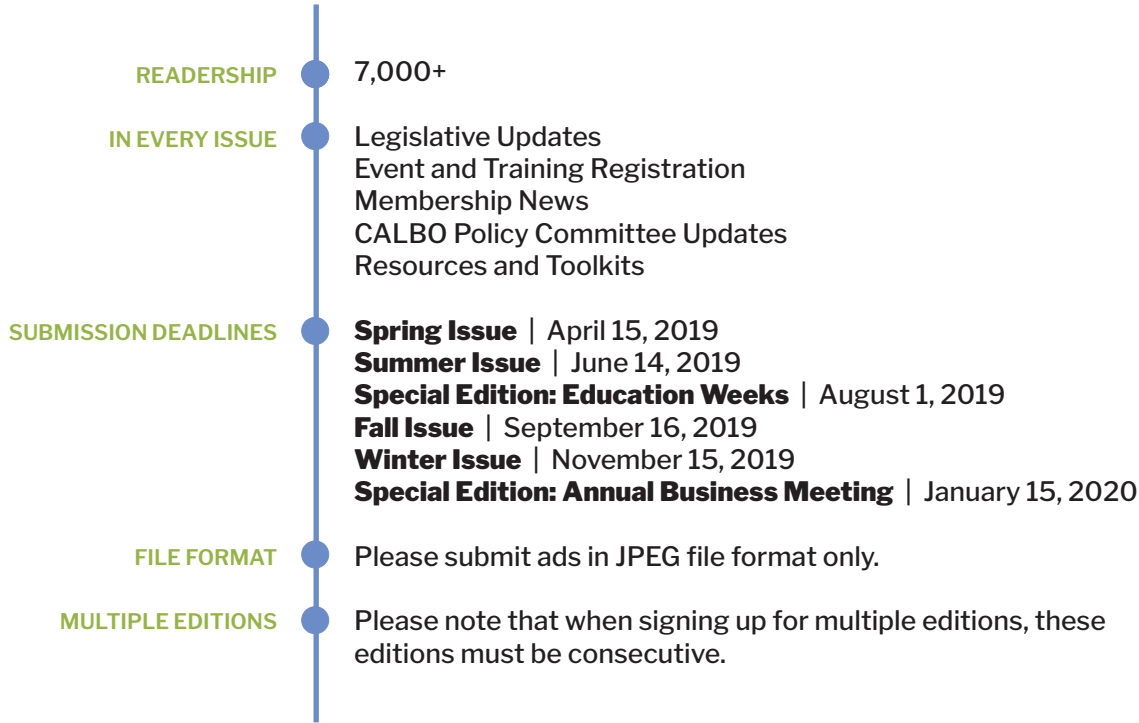 READERSHIP
7,000+
IN EVERY ISSUE
Legislative Updates
Event and Training Registration
Membership News
CALBO Policy Committee Updates
Resources and Toolkits
SUBMISSION DEADLINES
Spring Issue | April 15, 2019
Summer Issue | June 14, 2019
Special Edition: Education Weeks | August 1, 2019
Fall Issue | September 16, 2019
Winter Issue | November 15, 2019
Special Edition: Annual Business Meeting | January 15, 2020
FILE FORMAT
Please submit ads in JPEG file format only.
MULTIPLE EDITIONS
Please note that when signing up for multiple editions, these
editions must be consecutive.